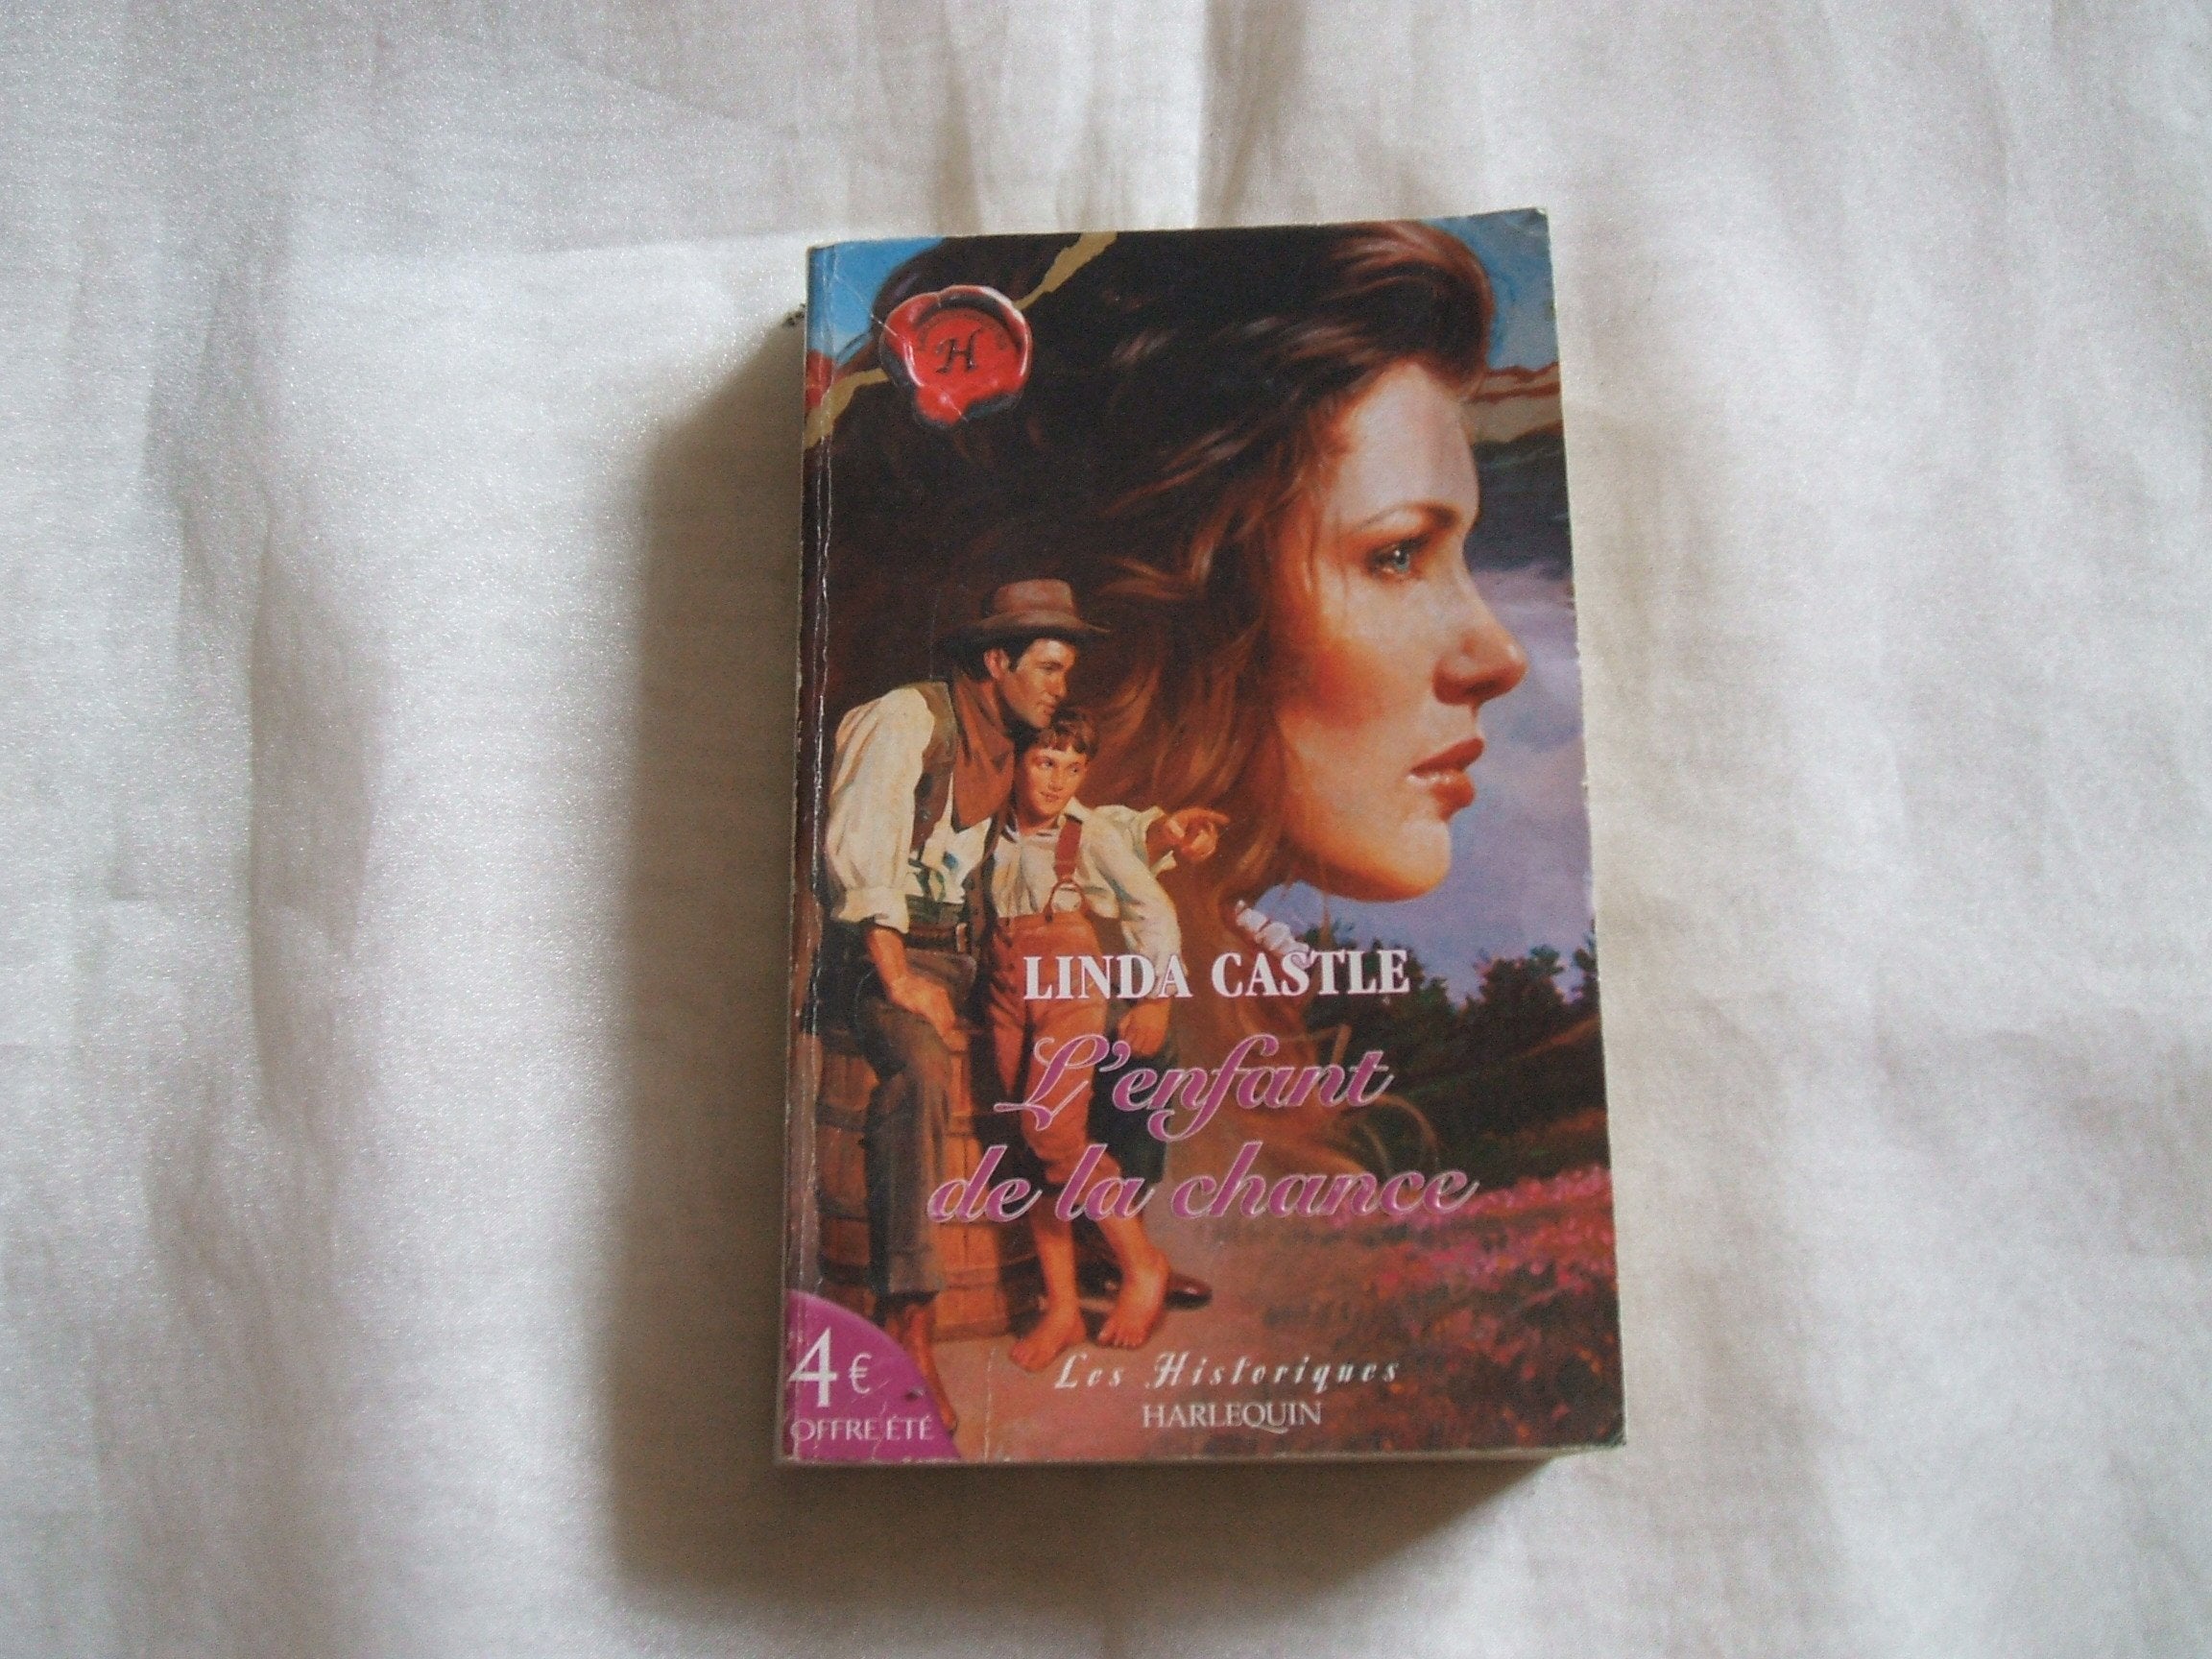 H
LINDA CASTLE
L'enfant
de la chance
4 €
OFFRE ÉTÉ
Les Historiques
HARLEQUIN